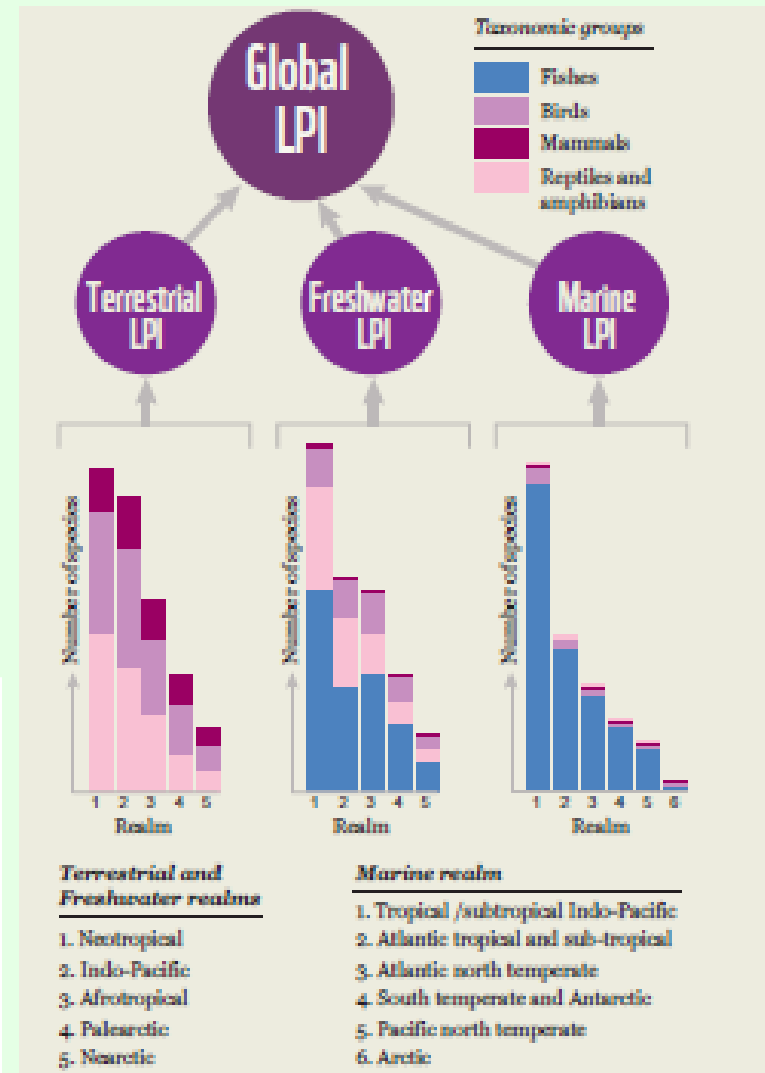 Global
LPI
Taxonomic groups
Fishes
Birds
Mammals
Reptiles and
amphibians
Terrestrial
LPI
Freshwater
LPI
Marine
LPI
Number of species
1 2 3 4 5
Realm
Number of species
1 2 3 4 5
Realm
Number of species
1 2 3 4 5 6
Realm
Terrestrial and
Freshwater realms
1. Neotropical
2. Indo-Pacific
3. Afrotropical
4. Palearctic
5. Nearctic
Marine realm
1. Tropical /subtropical Indo-Pacific
2. Atlantic tropical and sub-tropical
3. Atlantic north temperate
4. South temperate and Antarctic
5. Pacific north temperate
6. Arctic